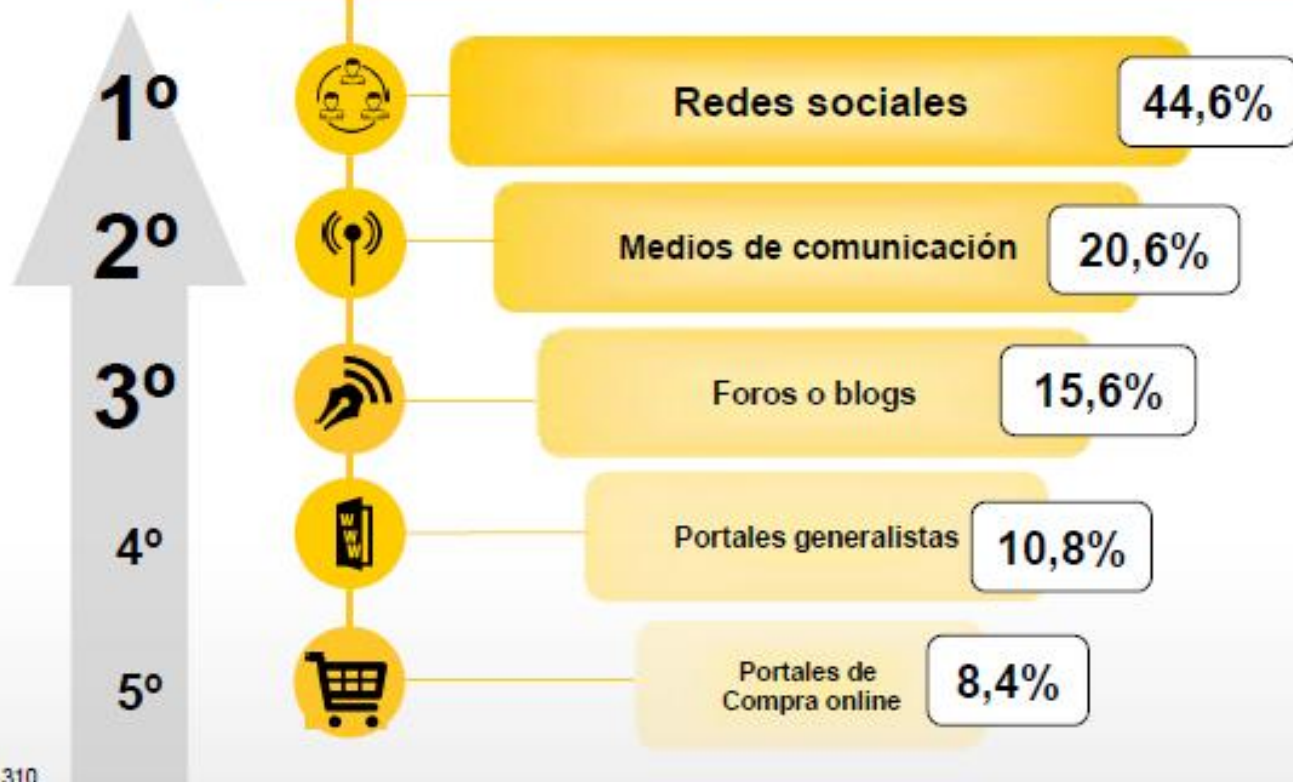 1º
Redes sociales
44,6%
2º
Medios de comunicación
20,6%
3º
Foros o blogs
15,6%
4º
W
W
W
Portales generalistas
10,8%
5º
Portales de
Compra online
8,4%
310